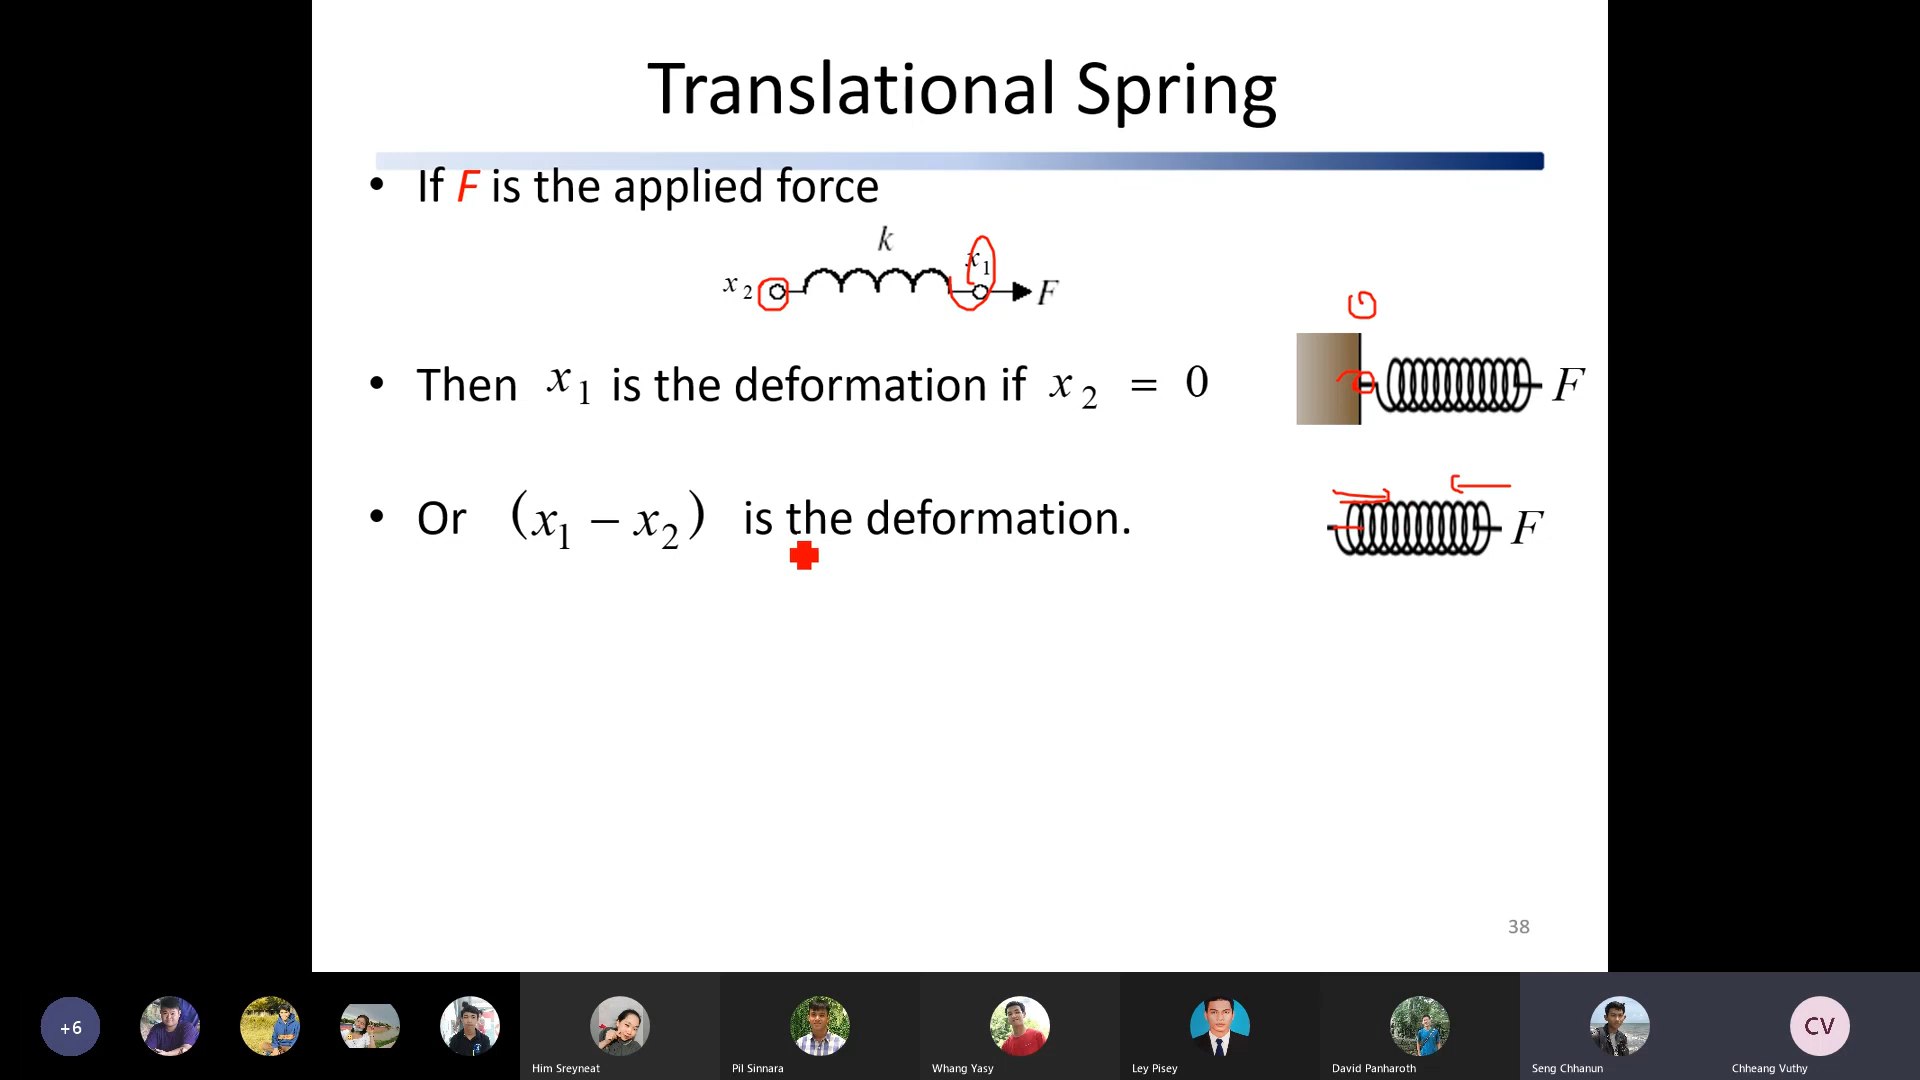 Translational Spring
• If F is the applied force
k
x2
x1
F
• Then x1 is the deformation if x2 = 0
F
• Or (x1 − x2) is the deformation.
F
38
+6
Him Sreyneat
Pil Sinnara
Whang Yasy
Ley Pisey
David Panharoth
Seng Chhanun
CV
Chheang Vuthy